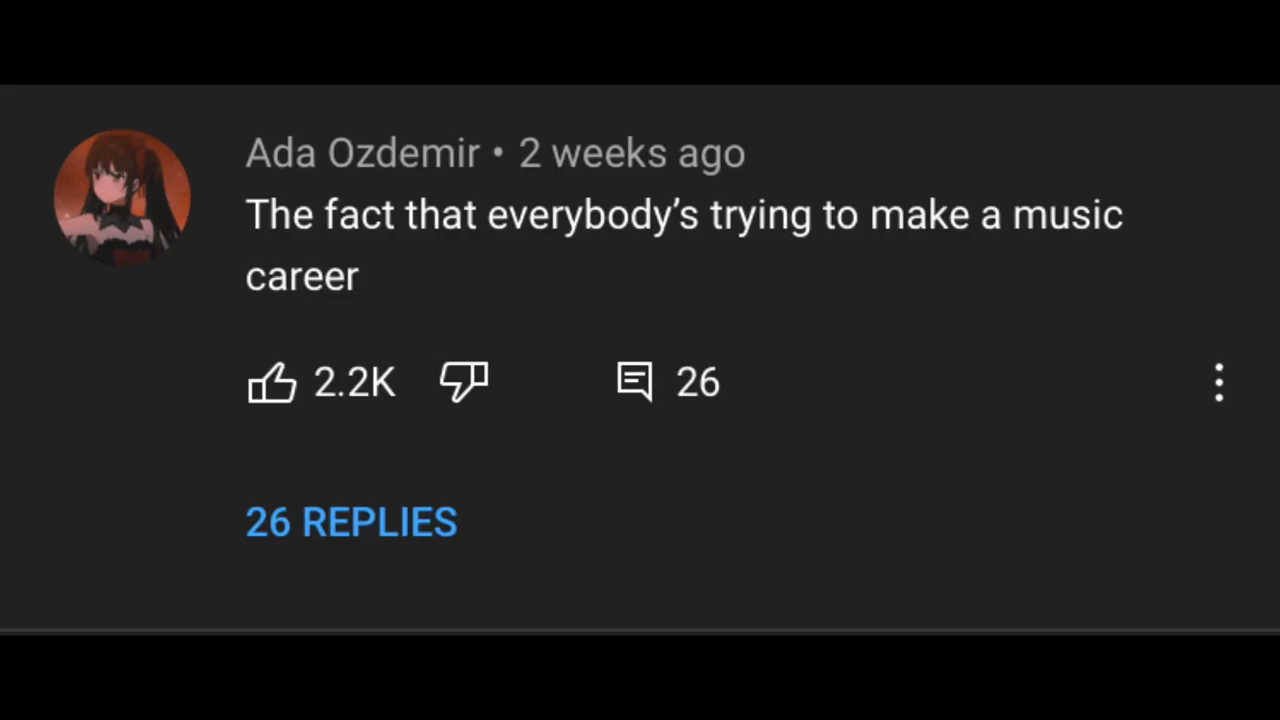 Ada Ozdemir • 2 weeks ago
The fact that everybody’s trying to make a music
career
2.2K 26
26 REPLIES